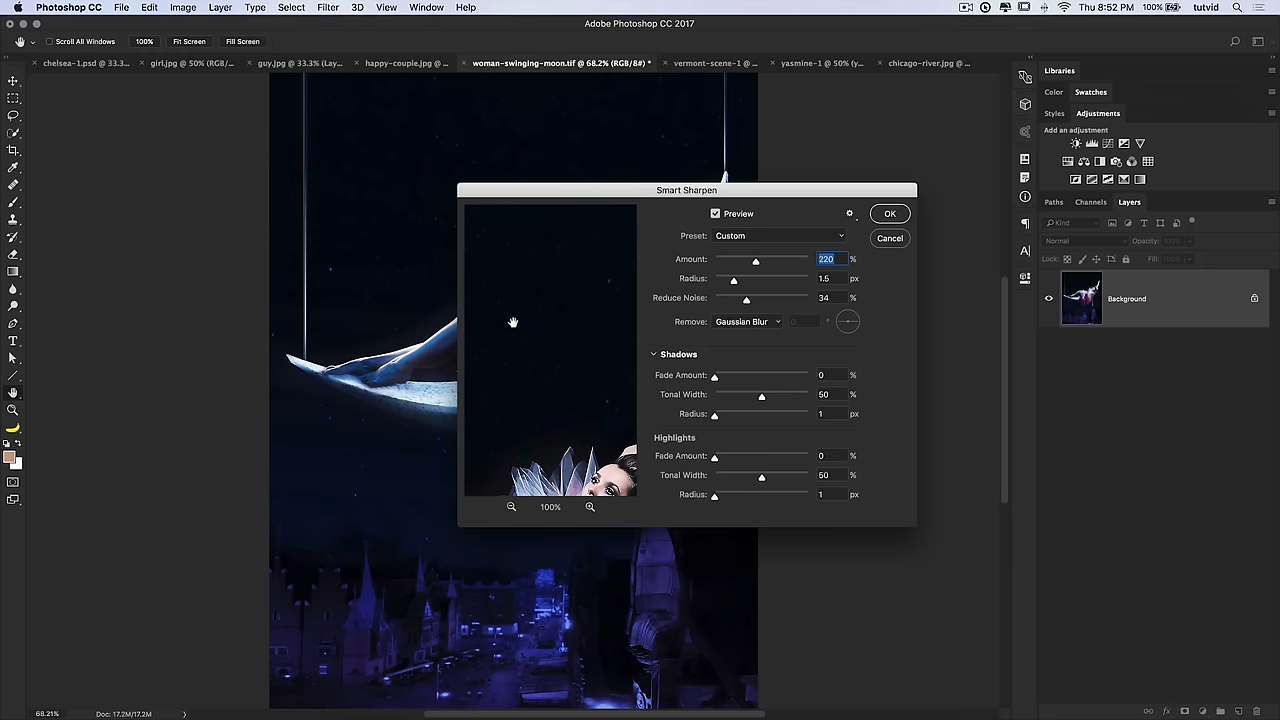 Photoshop CC File Edit Image Layer Type Select Filter 3D View Window Help 100% Thu 8:52 PM tutvid
Adobe Photoshop CC 2017
Scroll All Windows 100% Fit Screen Fill Screen
chelsea-1.psd @ 33.3... girl.jpg @ 50% (RGB/... guy.jpg @ 33.3% (Lay... happy-couple.jpg @ ... woman-swinging-moon.tif @ 68.2% (RGB/8#) * vermont-scene-1 @ ... yasmine-1 @ 50% (y... chicago-river.jpg @ ...
Smart Sharpen
Preview
OK
Preset: Custom
Cancel
Amount: 220 %
Radius: 1.5 px
Reduce Noise: 34 %
Remove: Gaussian Blur 0 °
Shadows
Fade Amount: 0 %
Tonal Width: 50 %
Radius: 1 px
Highlights
Fade Amount: 0 %
Tonal Width: 50 %
Radius: 1 px
100%
Libraries
Color Swatches
Styles Adjustments
Add an adjustment
Paths Channels Layers
Kind
Normal Opacity: 100%
Lock: Fill: 100%
Background
68.21% Doc: 17.2M/17.2M